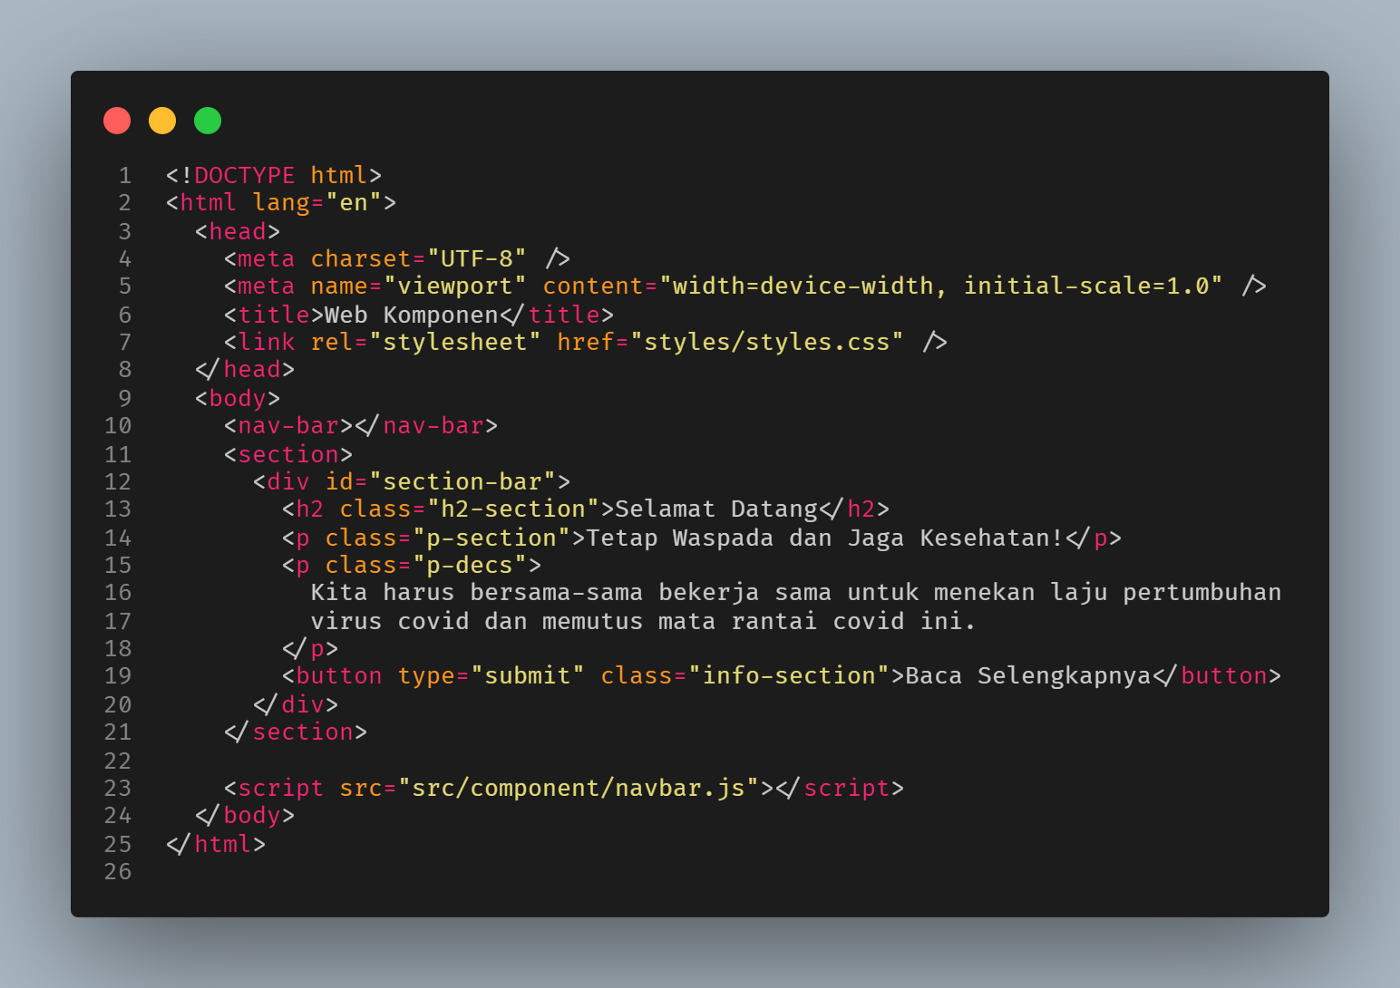 1 <!DOCTYPE html>
2 <html lang="en">
3   <head>
4     <meta charset="UTF-8" />
5     <meta name="viewport" content="width=device-width, initial-scale=1.0" />
6     <title>Web Komponen</title>
7     <link rel="stylesheet" href="styles/styles.css" />
8   </head>
9   <body>
10     <nav-bar></nav-bar>
11     <section>
12       <div id="section-bar">
13         <h2 class="h2-section">Selamat Datang</h2>
14         <p class="p-section">Tetap Waspada dan Jaga Kesehatan!</p>
15         <p class="p-decs">
16           Kita harus bersama-sama bekerja sama untuk menekan laju pertumbuhan
17           virus covid dan memutus mata rantai covid ini.
18         </p>
19         <button type="submit" class="info-section">Baca Selengkapnya</button>
20       </div>
21     </section>
22
23     <script src="src/component/navbar.js"></script>
24   </body>
25 </html>
26